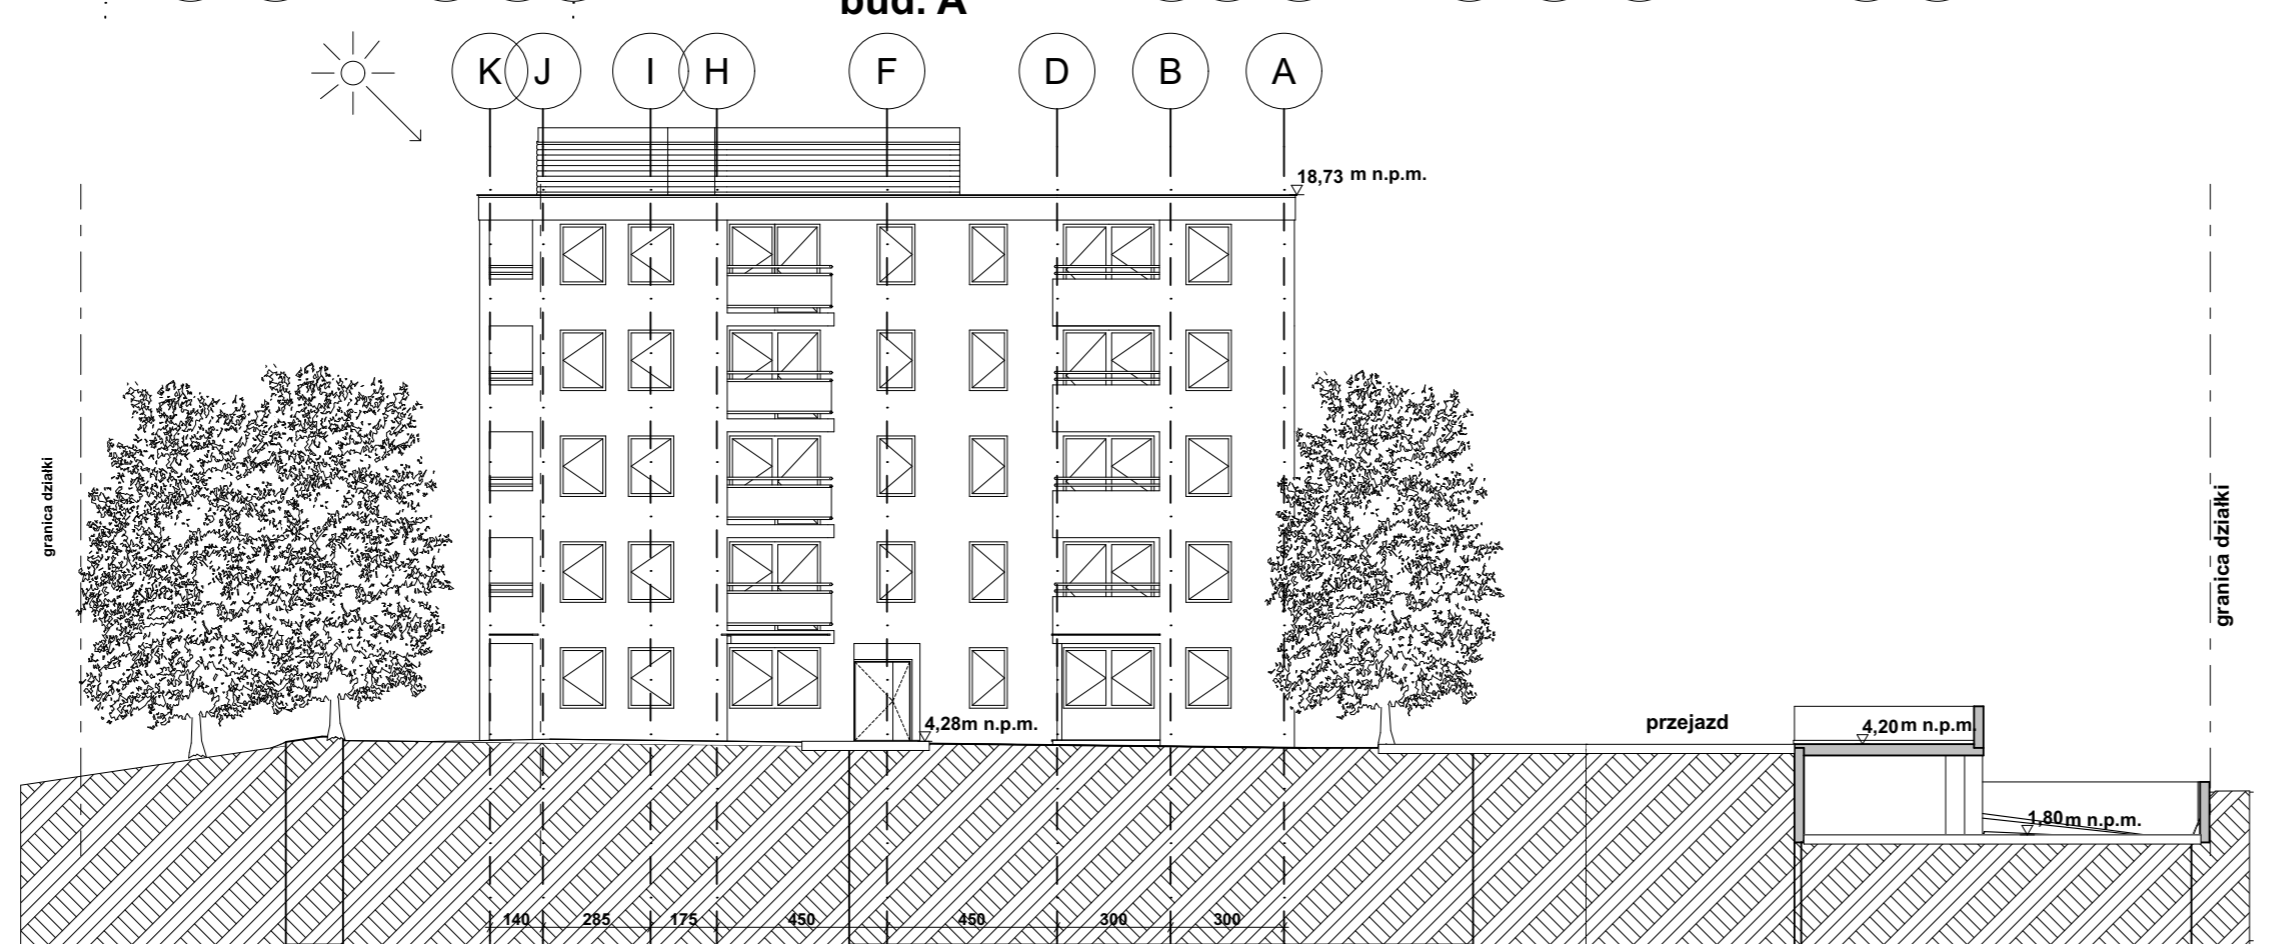 bud. A
K J I H F D B A
18,73 m n.p.m.
granica działki
granica działki
4,28m n.p.m.
przejazd
4,20m n.p.m.
1,80m n.p.m.
140 285 175 450 450 300 300